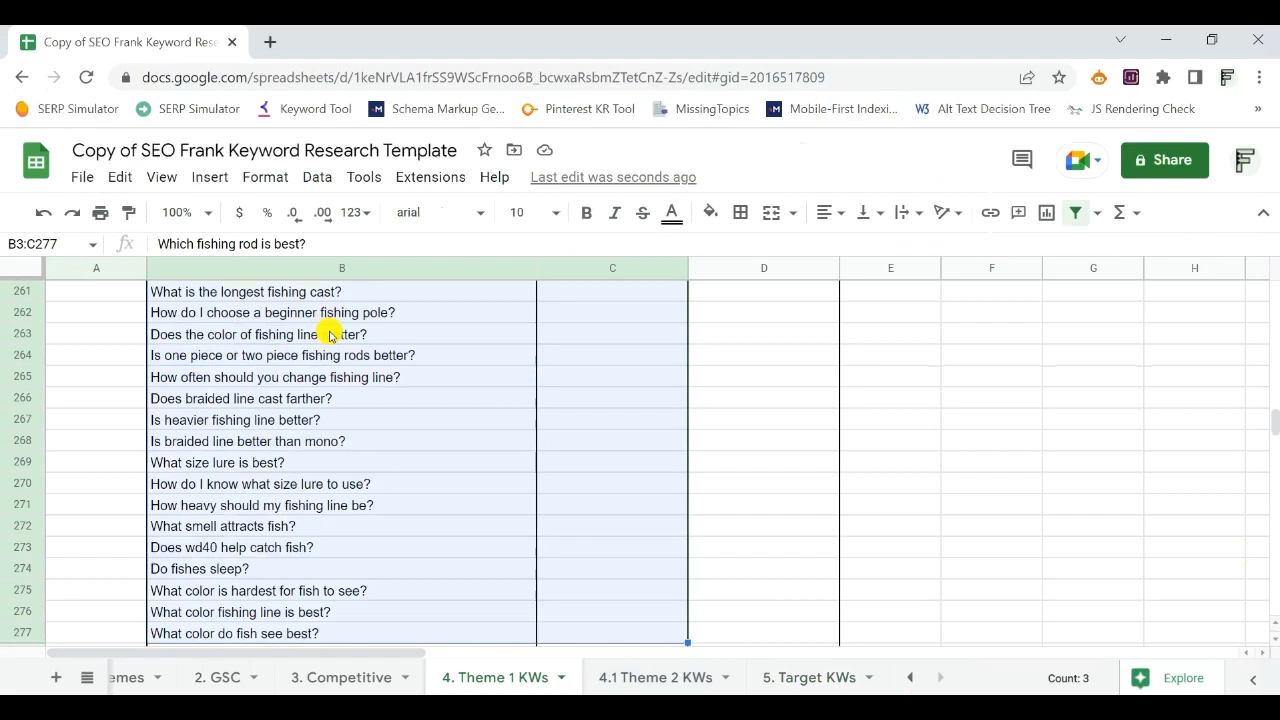 Copy of SEO Frank Keyword Rese
docs.google.com/spreadsheets/d/1keNrVLA1frSS9WScFrnoo6B_bcwxaRsbmZTetCnZ-Zs/edit#gid=2016517809
SERP Simulator SERP Simulator Keyword Tool Schema Markup Ge... Pinterest KR Tool MissingTopics Mobile-First Indexi... Alt Text Decision Tree JS Rendering Check »
Copy of SEO Frank Keyword Research Template
Share
File Edit View Insert Format Data Tools Extensions Help Last edit was seconds ago
100% $ % .0 .00 123 arial 10 B I S A Σ
B3:C277 fx Which fishing rod is best?
A B C D E F G H
261 What is the longest fishing cast?
262 How do I choose a beginner fishing pole?
263 Does the color of fishing line
264 Is one piece or two piece fishing rods better?
265 How often should you change fishing line?
266 Does braided line cast farther?
267 Is heavier fishing line better?
268 Is braided line better than mono?
269 What size lure is best?
270 How do I know what size lure to use?
271 How heavy should my fishing line be?
272 What smell attracts fish?
273 Does wd40 help catch fish?
274 Do fishes sleep?
275 What color is hardest for fish to see?
276 What color fishing line is best?
277 What color do fish see best?
emes 2. GSC 3. Competitive 4. Theme 1 KWs 4.1 Theme 2 KWs 5. Target KWs Count: 3 Explore